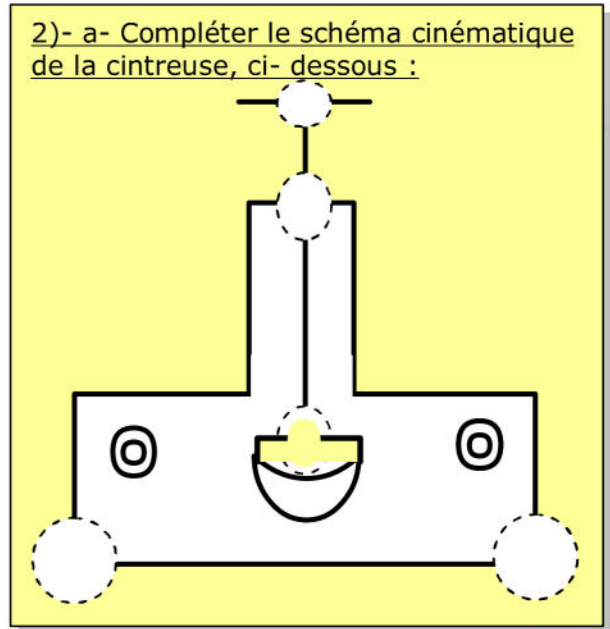 2)- a- Compléter le schéma cinématique
de la cintreuse, ci- dessous :